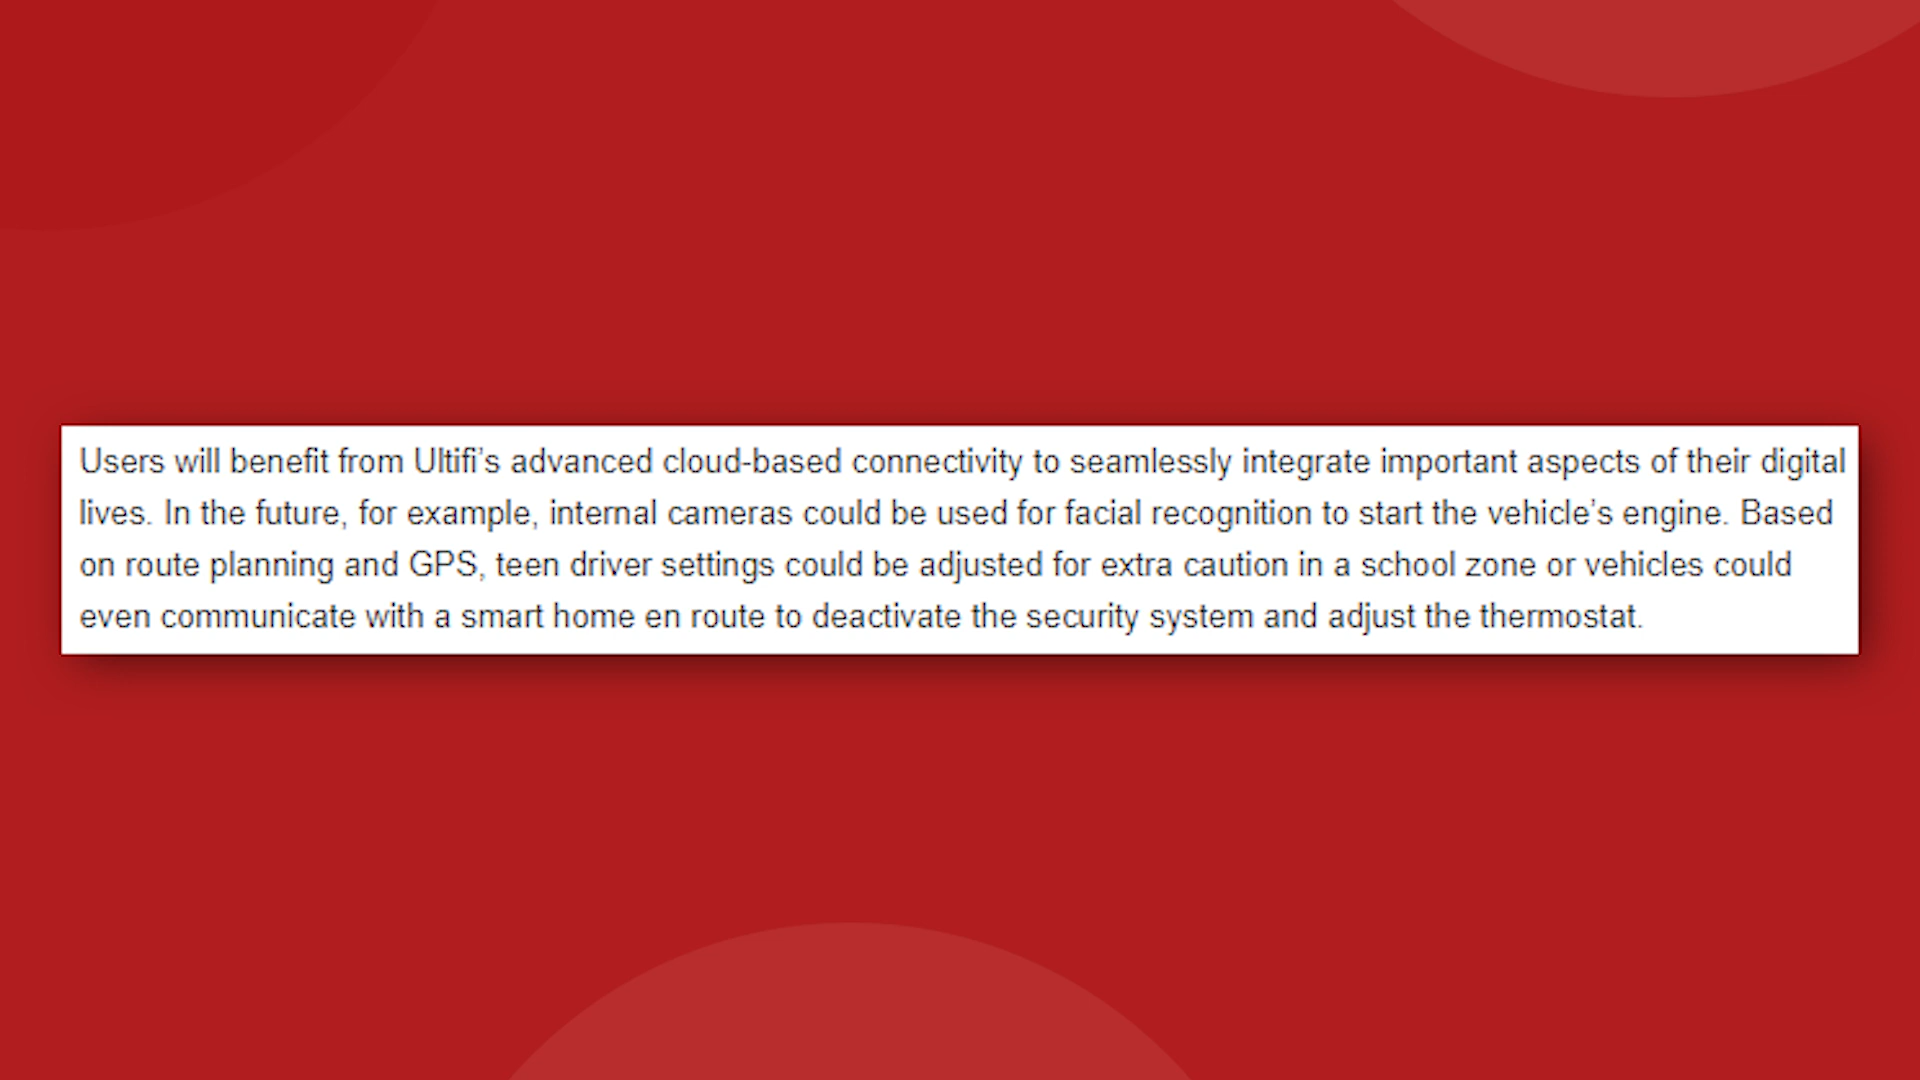 Users will benefit from Ultifi’s advanced cloud-based connectivity to seamlessly integrate important aspects of their digital
lives. In the future, for example, internal cameras could be used for facial recognition to start the vehicle’s engine. Based
on route planning and GPS, teen driver settings could be adjusted for extra caution in a school zone or vehicles could
even communicate with a smart home en route to deactivate the security system and adjust the thermostat.